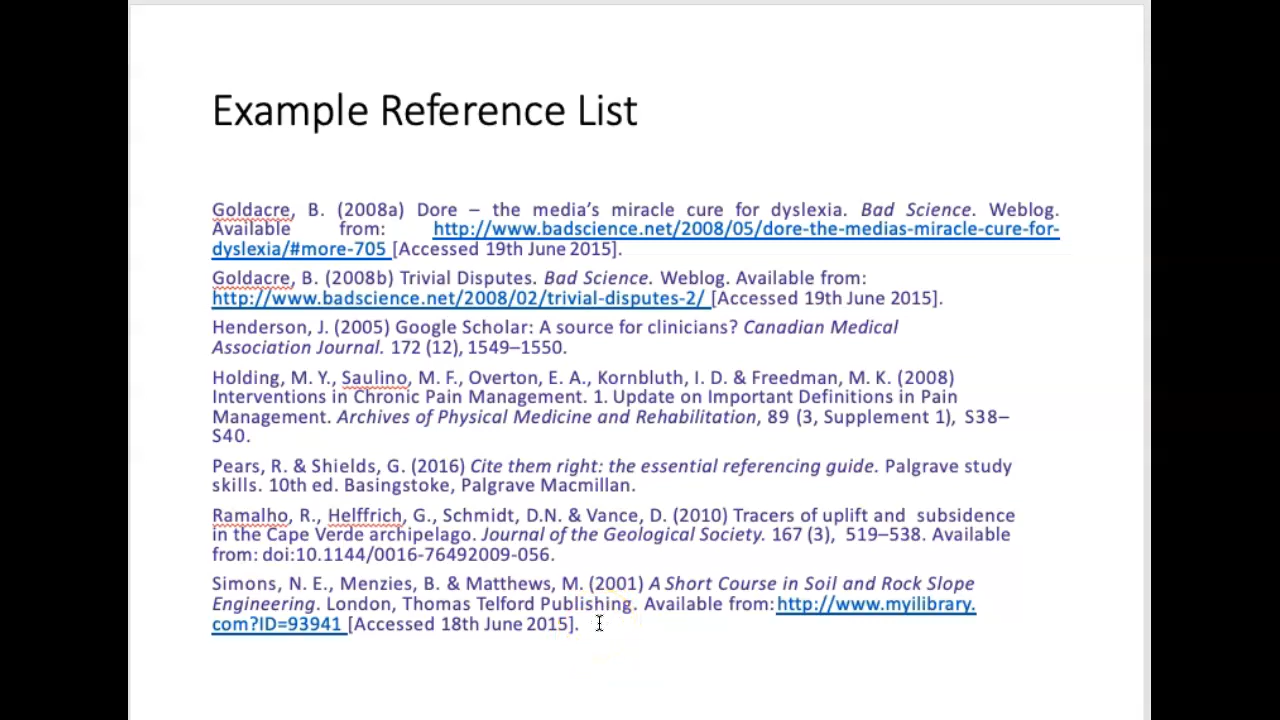 Example Reference List
Goldacre, B. (2008a) Dore – the media's miracle cure for dyslexia. Bad Science. Weblog.
Available from: http://www.badscience.net/2008/05/dore-the-medias-miracle-cure-for-
dyslexia/#more-705 [Accessed 19th June 2015].
Goldacre, B. (2008b) Trivial Disputes. Bad Science. Weblog. Available from:
http://www.badscience.net/2008/02/trivial-disputes-2/ [Accessed 19th June 2015].
Henderson, J. (2005) Google Scholar: A source for clinicians? Canadian Medical
Association Journal. 172 (12), 1549–1550.
Holding, M. Y., Saulino, M. F., Overton, E. A., Kornbluth, I. D. & Freedman, M. K. (2008)
Interventions in Chronic Pain Management. 1. Update on Important Definitions in Pain
Management. Archives of Physical Medicine and Rehabilitation, 89 (3, Supplement 1), S38–
S40.
Pears, R. & Shields, G. (2016) Cite them right: the essential referencing guide. Palgrave study
skills. 10th ed. Basingstoke, Palgrave Macmillan.
Ramalho, R., Helffrich, G., Schmidt, D.N. & Vance, D. (2010) Tracers of uplift and subsidence
in the Cape Verde archipelago. Journal of the Geological Society. 167 (3), 519–538. Available
from: doi:10.1144/0016-76492009-056.
Simons, N. E., Menzies, B. & Matthews, M. (2001) A Short Course in Soil and Rock Slope
Engineering. London, Thomas Telford Publishing. Available from: http://www.myilibrary.
com?ID=93941 [Accessed 18th June 2015].